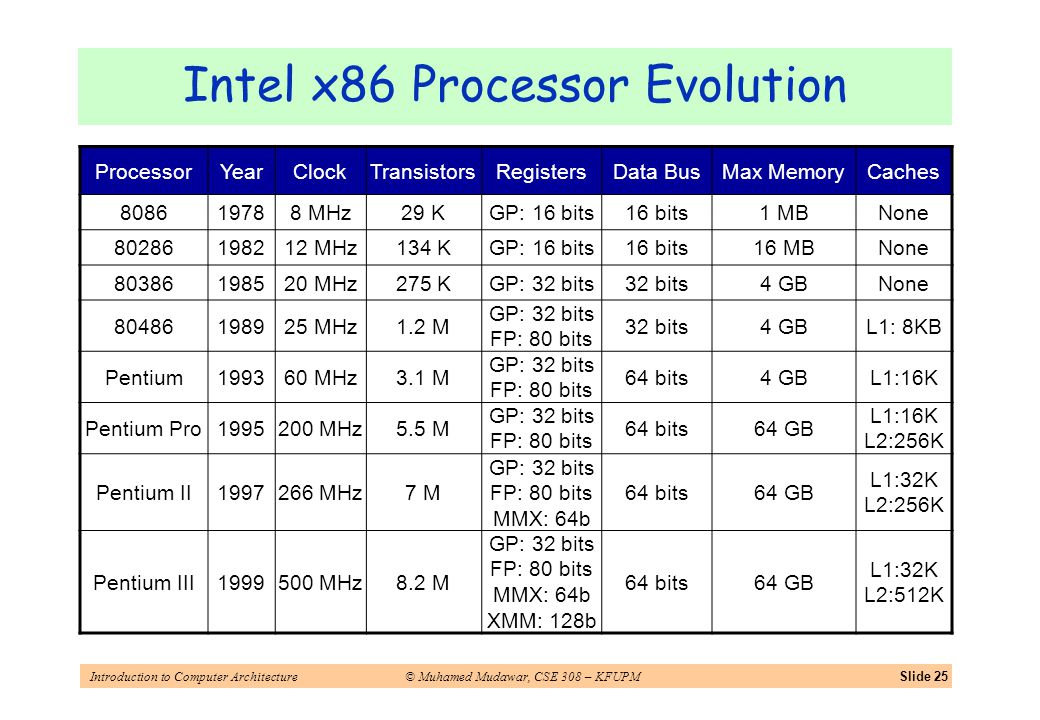 Intel x86 Processor Evolution
Processor Year Clock Transistors Registers Data Bus Max Memory Caches
8086 1978 8 MHz 29 K GP: 16 bits 16 bits 1 MB None
80286 1982 12 MHz 134 K GP: 16 bits 16 bits 16 MB None
80386 1985 20 MHz 275 K GP: 32 bits 32 bits 4 GB None
80486 1989 25 MHz 1.2 M GP: 32 bits FP: 80 bits 32 bits 4 GB L1: 8KB
Pentium 1993 60 MHz 3.1 M GP: 32 bits FP: 80 bits 64 bits 4 GB L1:16K
Pentium Pro 1995 200 MHz 5.5 M GP: 32 bits FP: 80 bits 64 bits 64 GB L1:16K L2:256K
Pentium II 1997 266 MHz 7 M GP: 32 bits FP: 80 bits MMX: 64b 64 bits 64 GB L1:32K L2:256K
Pentium III 1999 500 MHz 8.2 M GP: 32 bits FP: 80 bits MMX: 64b XMM: 128b 64 bits 64 GB L1:32K L2:512K
Introduction to Computer Architecture © Muhamed Mudawar, CSE 308 – KFUPM Slide 25